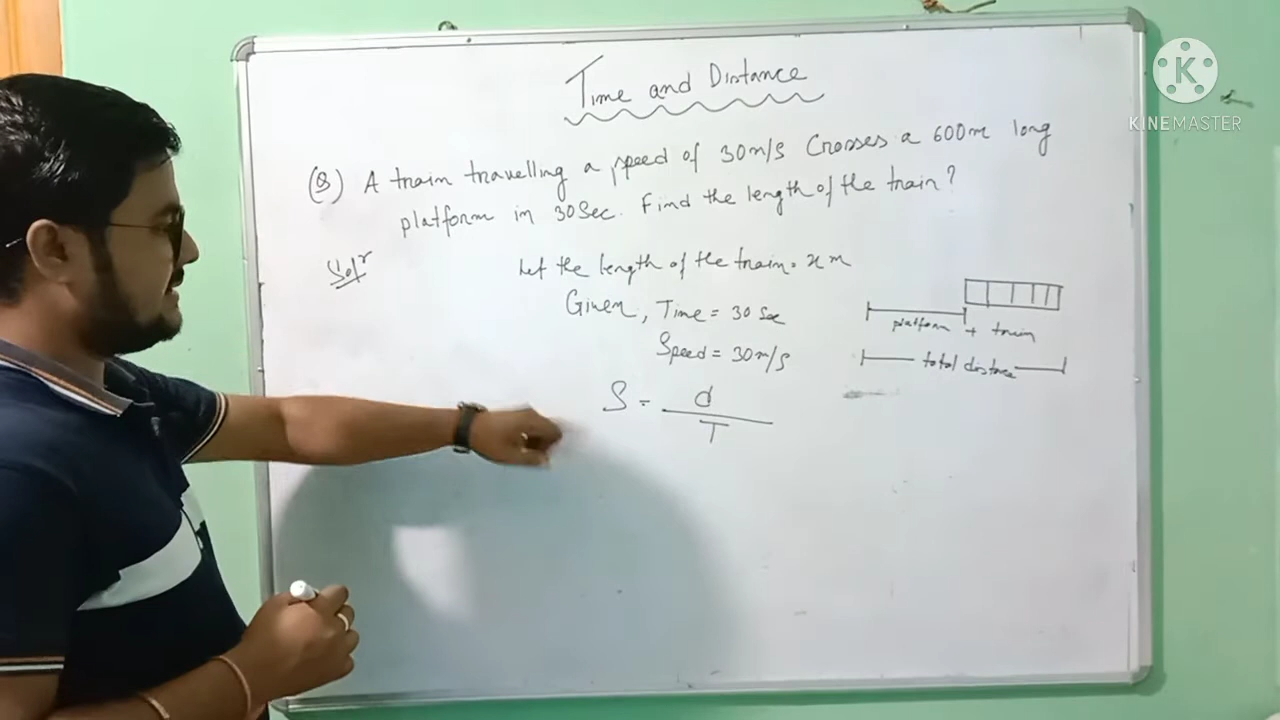 Time and Distance
(Q) A train travelling a speed of 30m/s Crosses a 600m long
platform in 30Sec. Find the length of the train?
Solⁿ
Let the length of the train = x m
Given, Time = 30 Sec
Speed = 30m/s
S = d
T
platform + train
total distance
K
KINEMASTER